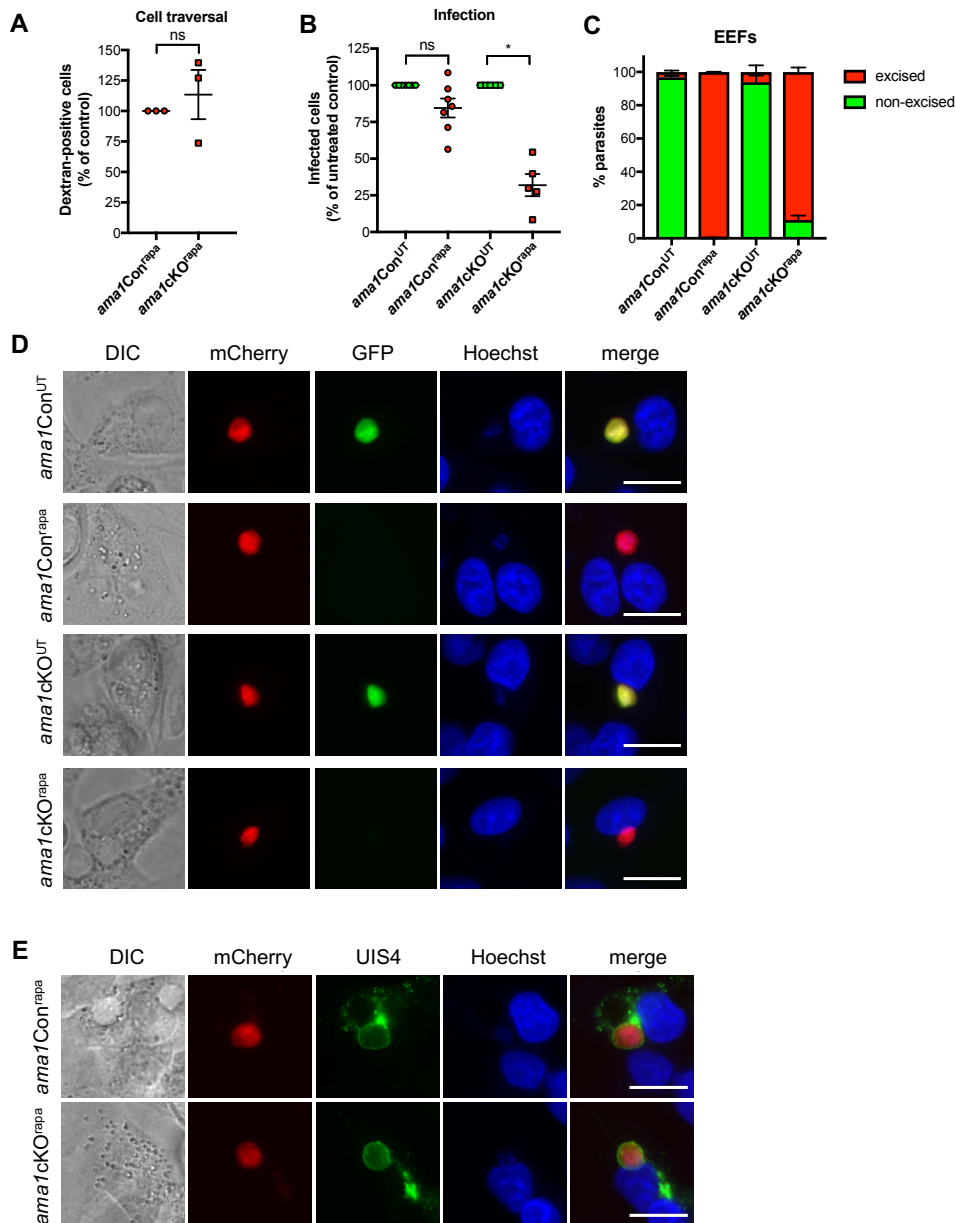 A
Cell traversal
ns
Dextran-positive cells
(% of control)
150
125
100
75
50
25
0
ama1Conrapa
ama1cKOrapa
B
Infection
ns
*
Infected cells
(% of untreated control)
125
100
75
50
25
0
ama1ConUT
ama1Conrapa
ama1cKOUT
ama1cKOrapa
C
EEFs
% parasites
100
80
60
40
20
0
ama1ConUT
ama1Conrapa
ama1cKOUT
ama1cKOrapa
excised
non-excised
D
DIC mCherry GFP Hoechst merge
ama1ConUT
ama1Conrapa
ama1cKOUT
ama1cKOrapa
E
DIC mCherry UIS4 Hoechst merge
ama1Conrapa
ama1cKOrapa